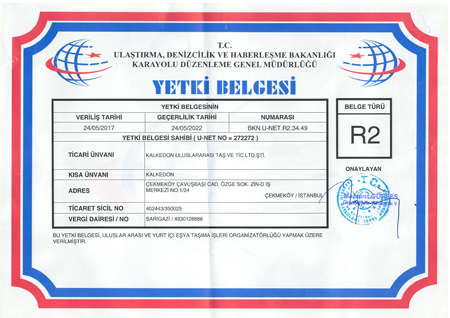 T.C.
ULAŞTIRMA, DENİZCİLİK VE HABERLEŞME BAKANLIĞI
KARAYOLU DÜZENLEME GENEL MÜDÜRLÜĞÜ
YETKİ BELGESİ
YETKİ BELGESİNİN
VERİLİŞ TARİHİ GEÇERLİLİK TARİHİ NUMARASI
24/05/2017 24/05/2022 BKN.U-NET.R2.34.49
YETKİ BELGESİ SAHİBİ ( U-NET NO = 272272 )
TİCARİ ÜNVANI KALKEDON ULUSLARARASI TAŞ VE TİC LTD.ŞTİ.
KISA ÜNVANI KALKEDON
ADRES ÇEKMEKÖY ÇAVUŞBAŞI CAD. ÖZGE SOK. ZİN-D İŞ
MERKEZİ NO:1/24
ÇEKMEKÖY / İSTANBUL
TİCARET SİCİL NO 402443/350025
VERGİ DAİRESİ / NO SARIGAZİ / 4930128686
BELGE TÜRÜ
R2
ONAYLAYAN
BU YETKİ BELGESİ, ULUSLAR ARASI VE YURT İÇİ EŞYA TAŞIMA İŞLERİ ORGANİZATÖRLÜĞÜ YAPMAK ÜZERE
VERİLMİŞTİR.